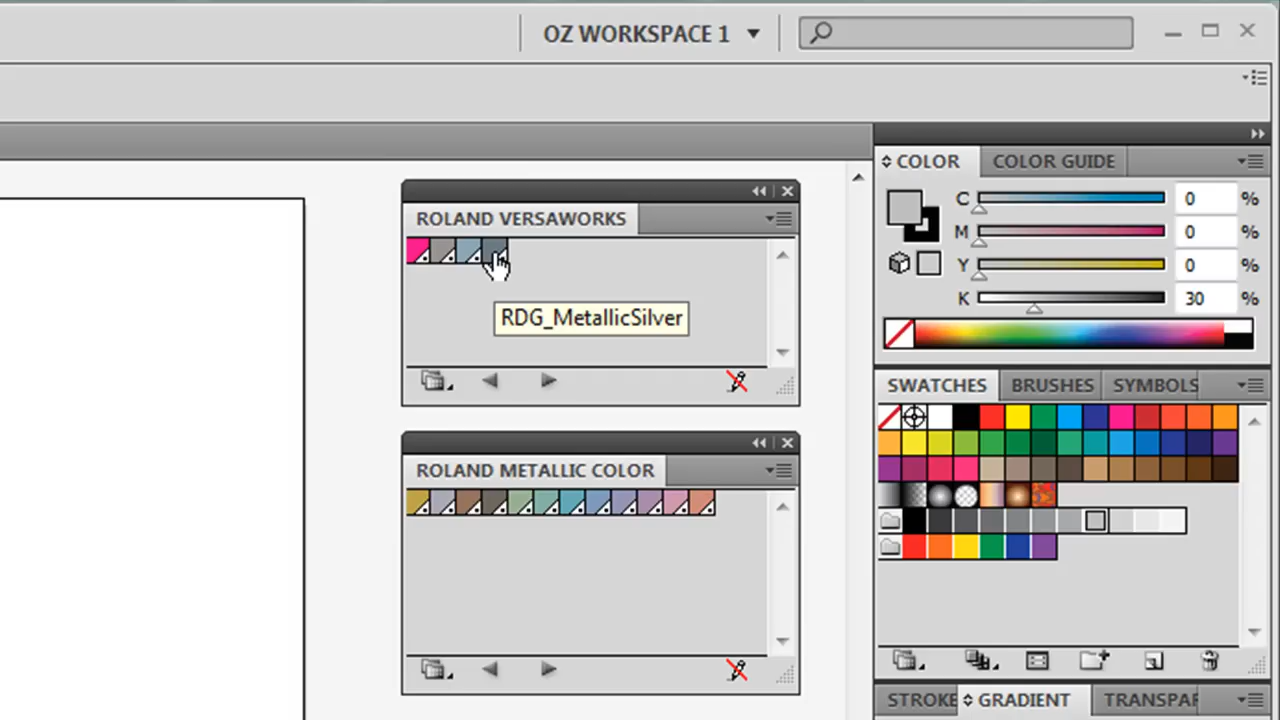 OZ WORKSPACE 1
COLOR
COLOR GUIDE
C
0
%
M
0
%
Y
0
%
K
30
%
ROLAND VERSAWORKS
RDG_MetallicSilver
SWATCHES
BRUSHES
SYMBOLS
ROLAND METALLIC COLOR
STROKE
GRADIENT
TRANSPAR